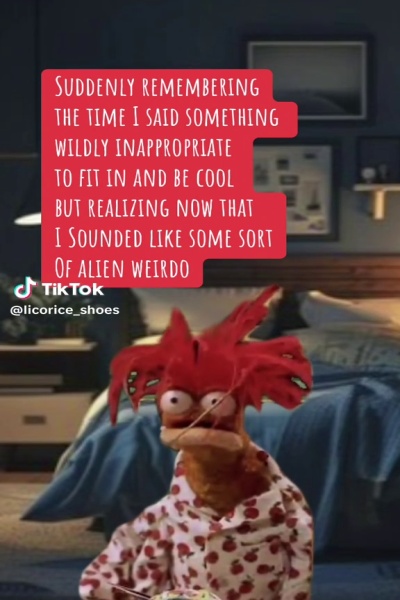 Suddenly remembering
the time I said something
wildly inappropriate
to fit in and be cool
but realizing now that
I Sounded like some sort
Of alien weirdo
TikTok
@licorice_shoes